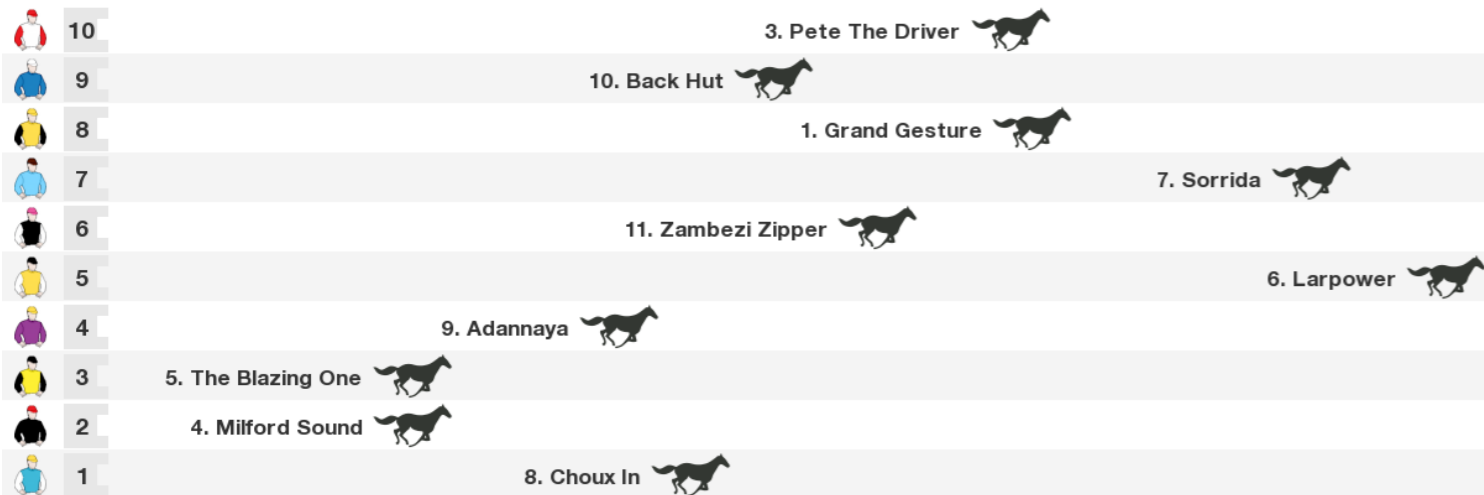 10 3. Pete The Driver
9 10. Back Hut
8 1. Grand Gesture
7 7. Sorrida
6 11. Zambezi Zipper
5 6. Larpower
4 9. Adannaya
3 5. The Blazing One
2 4. Milford Sound
1 8. Choux In